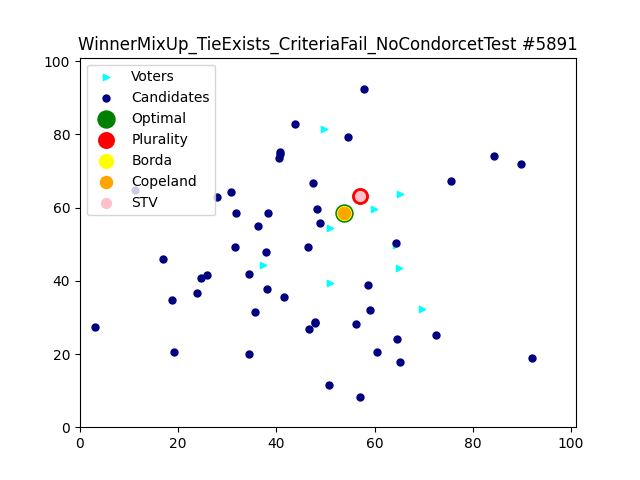 WinnerMixUp_TieExists_CriteriaFail_NoCondorcetTest #5891
100
80
60
40
20
0
Voters
Candidates
Optimal
Plurality
Borda
Copeland
STV
0 20 40 60 80 100